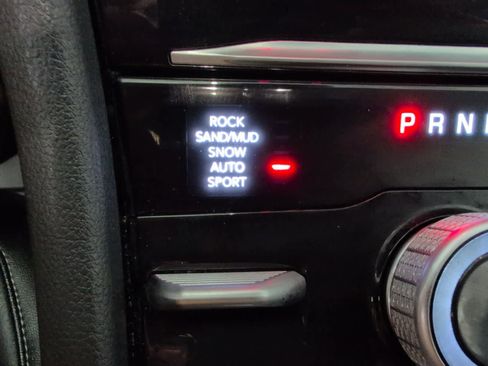 ROCK
SAND/MUD
SNOW
AUTO
SPORT
P R N